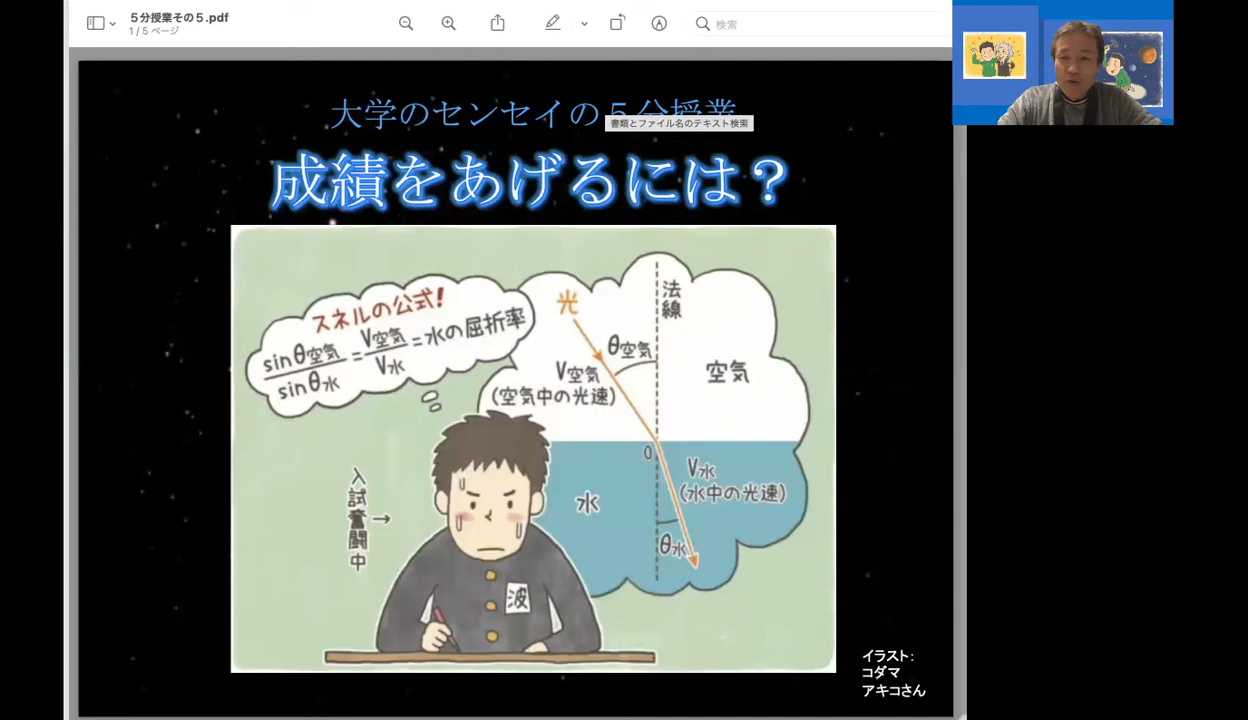 ５分授業その５.pdf
1 / 5 ページ
検索
大学のセンセイの５分授業
書類とファイル名のテキスト検索
成績をあげるには？
スネルの公式!
sinθ空気/sinθ水 = V空気/V水 = 水の屈折率
光
法線
θ空気
V空気
(空気中の光速)
空気
0
V水
(水中の光速)
水
θ水
入試奮闘中
→
波
イラスト：
コダマ
アキコさん